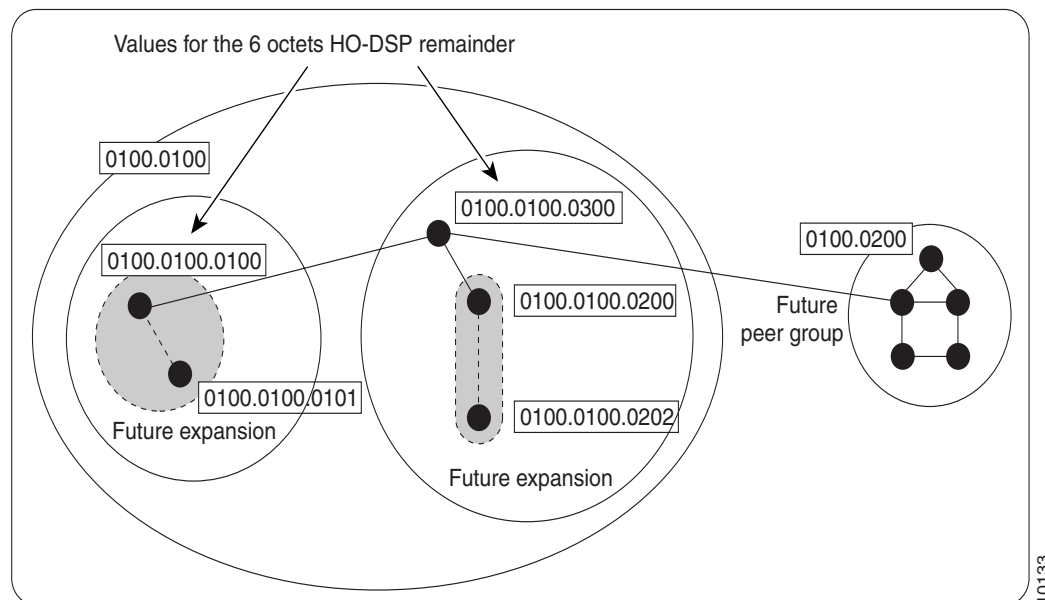 Values for the 6 octets HO-DSP remainder
0100.0100
0100.0100.0300
0100.0200
0100.0100.0100
0100.0100.0200
Future
peer group
0100.0100.0101
0100.0100.0202
Future expansion
Future expansion
10133